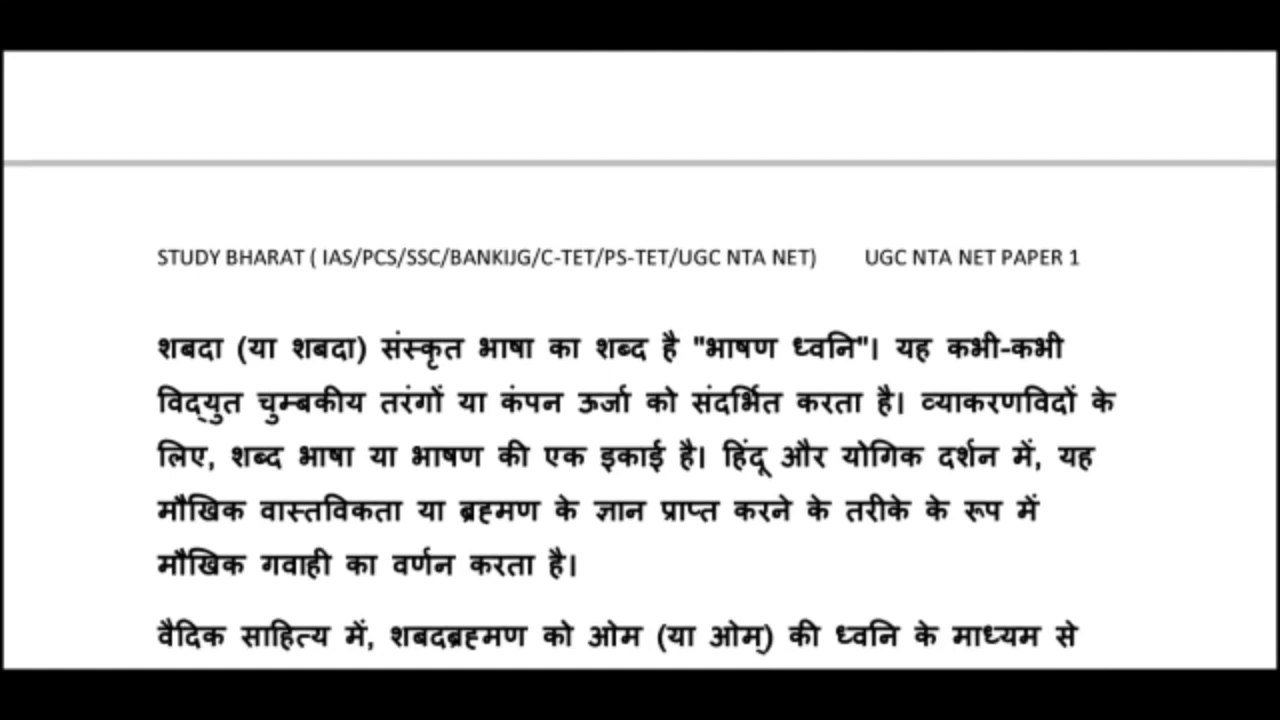 STUDY BHARAT ( IAS/PCS/SSC/BANKIJG/C-TET/PS-TET/UGC NTA NET) UGC NTA NET PAPER 1
शबदा (या शबदा) संस्कृत भाषा का शब्द है "भाषण ध्वनि"। यह कभी-कभी
विद्युत चुम्बकीय तरंगों या कंपन ऊर्जा को संदर्भित करता है। व्याकरणविदों के
लिए, शब्द भाषा या भाषण की एक इकाई है। हिंदू और योगिक दर्शन में, यह
मौखिक वास्तविकता या ब्रह्मण के ज्ञान प्राप्त करने के तरीके के रूप में
मौखिक गवाही का वर्णन करता है।
वैदिक साहित्य में, शबदब्रह्मण को ओम (या ओम्) की ध्वनि के माध्यम से